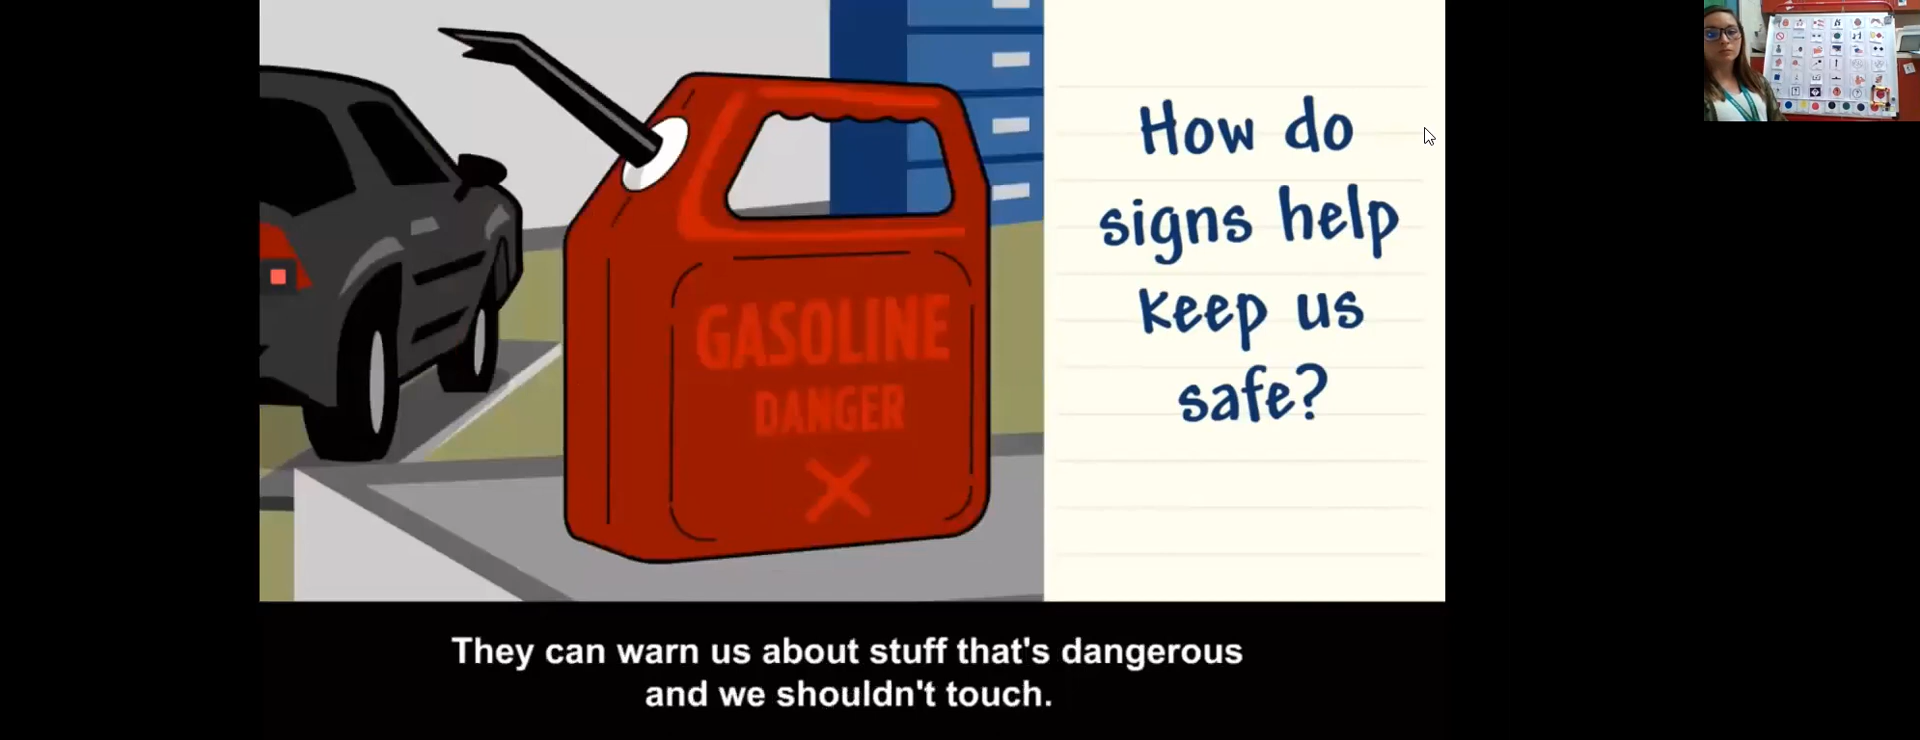 GASOLINE
DANGER
How do
signs help
keep us
safe?
They can warn us about stuff that's dangerous
and we shouldn't touch.